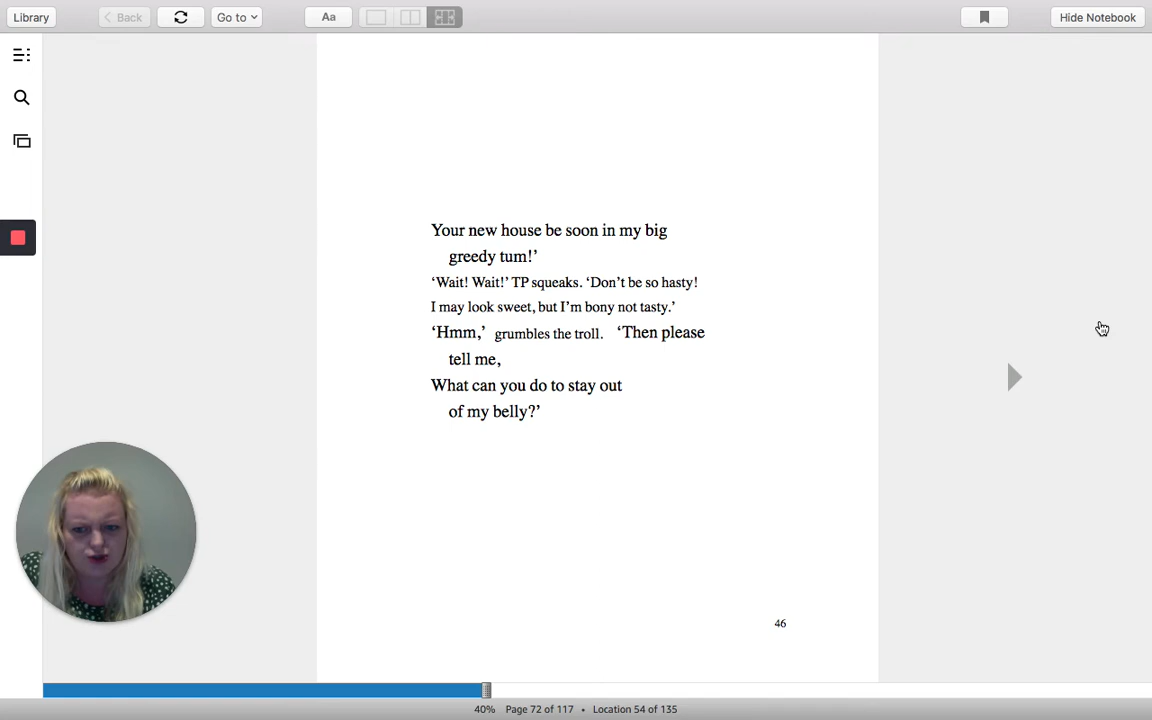 Library
Back
Go to
Aa
Hide Notebook
Your new house be soon in my big
greedy tum!’
‘Wait! Wait!’ TP squeaks. ‘Don’t be so hasty!
I may look sweet, but I’m bony not tasty.’
‘Hmm,’ grumbles the troll. ‘Then please
tell me,
What can you do to stay out
of my belly?’
46
40% Page 72 of 117 • Location 54 of 135